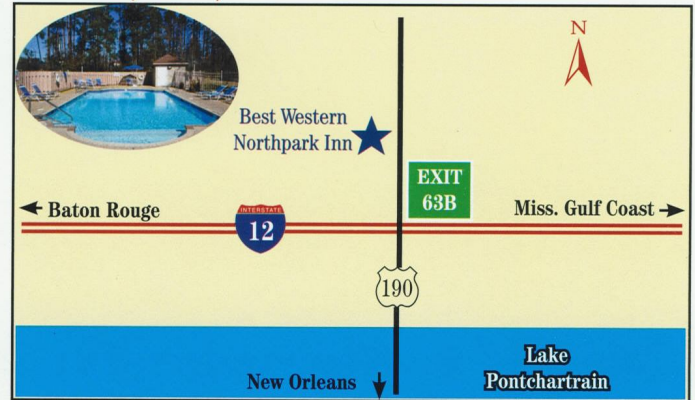 N
Best Western
Northpark Inn
EXIT
63B
Baton Rouge
INTERSTATE
12
Miss. Gulf Coast
190
Lake
Pontchartrain
New Orleans